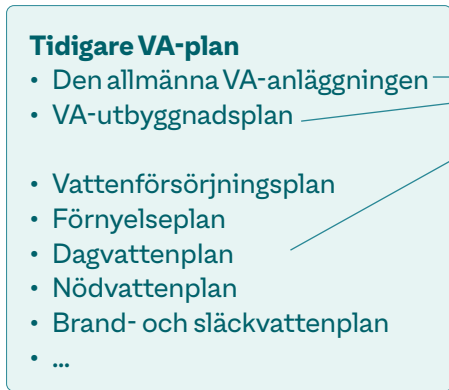 Tidigare VA-plan
• Den allmänna VA-anläggningen
• VA-utbyggnadsplan
• Vattenförsörjningsplan
• Förnyelseplan
• Dagvattenplan
• Nödvattenplan
• Brand- och släckvattenplan
• ...